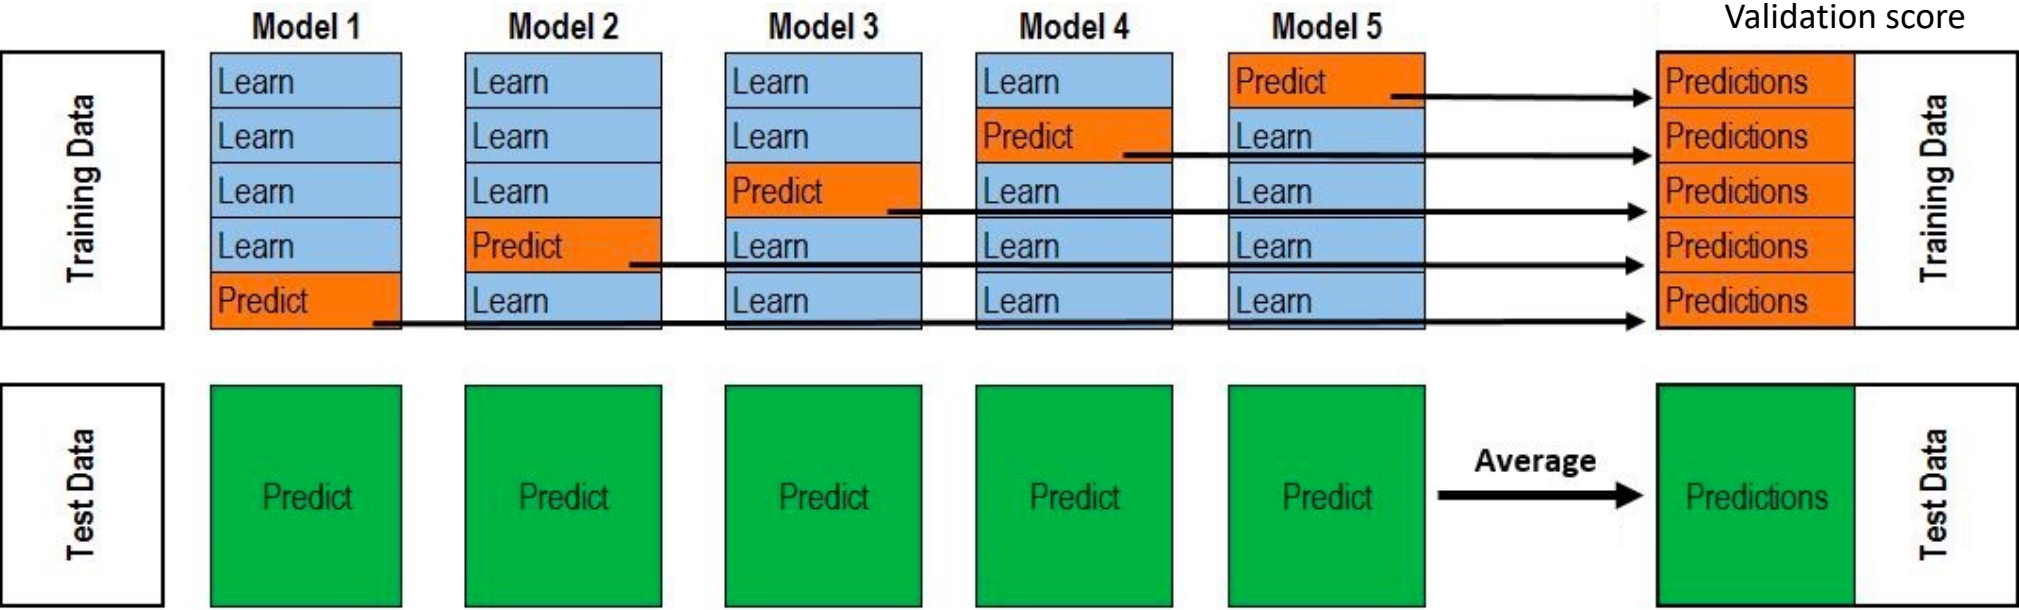 Model 1 Model 2 Model 3 Model 4 Model 5 Validation score
Training Data
Learn Learn Learn Learn Predict Predictions
Learn Learn Learn Predict Learn Predictions
Learn Learn Predict Learn Learn Predictions
Learn Predict Learn Learn Learn Predictions
Predict Learn Learn Learn Learn Predictions
Training Data
Test Data
Predict Predict Predict Predict Predict
Average
Predictions
Test Data